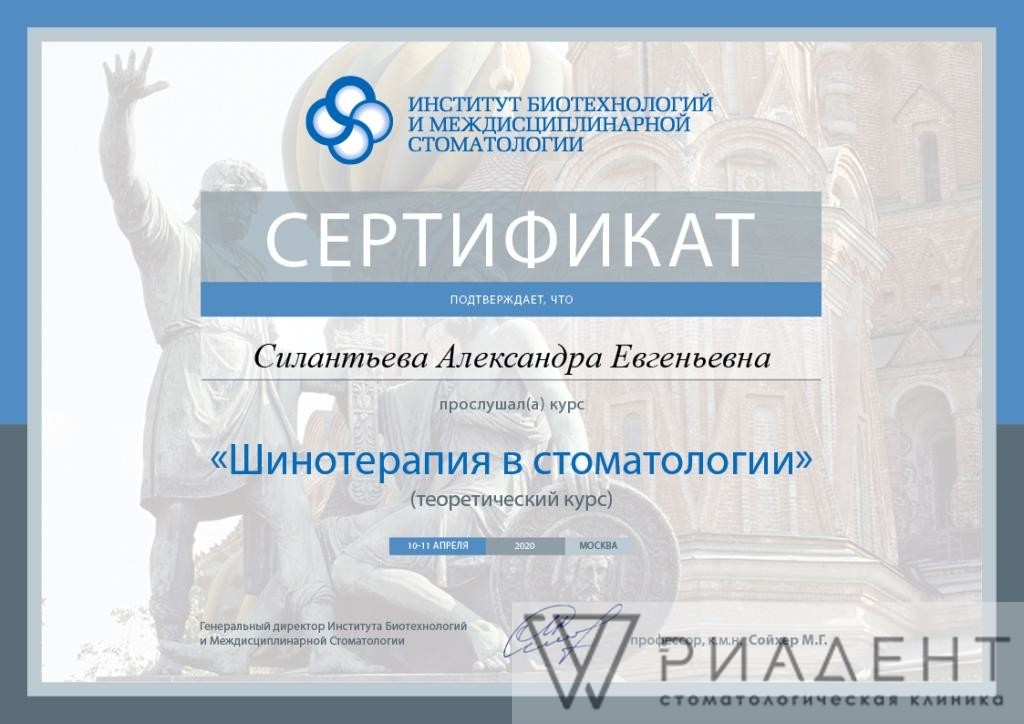 ИНСТИТУТ БИОТЕХНОЛОГИЙ
И МЕЖДИСЦИПЛИНАРНОЙ
СТОМАТОЛОГИИ
СЕРТИФИКАТ
ПОДТВЕРЖДАЕТ, ЧТО
Силантьева Александра Евгеньевна
прослушал(а) курс
«Шинотерапия в стоматологии»
(теоретический курс)
10-11 АПРЕЛЯ 2020 МОСКВА
Генеральный директор Института Биотехнологий
и Междисциплинарной Стоматологии
профессор, к.м.н. Сойхер М.Г.
РИАДЕНТ
стоматологическая клиника